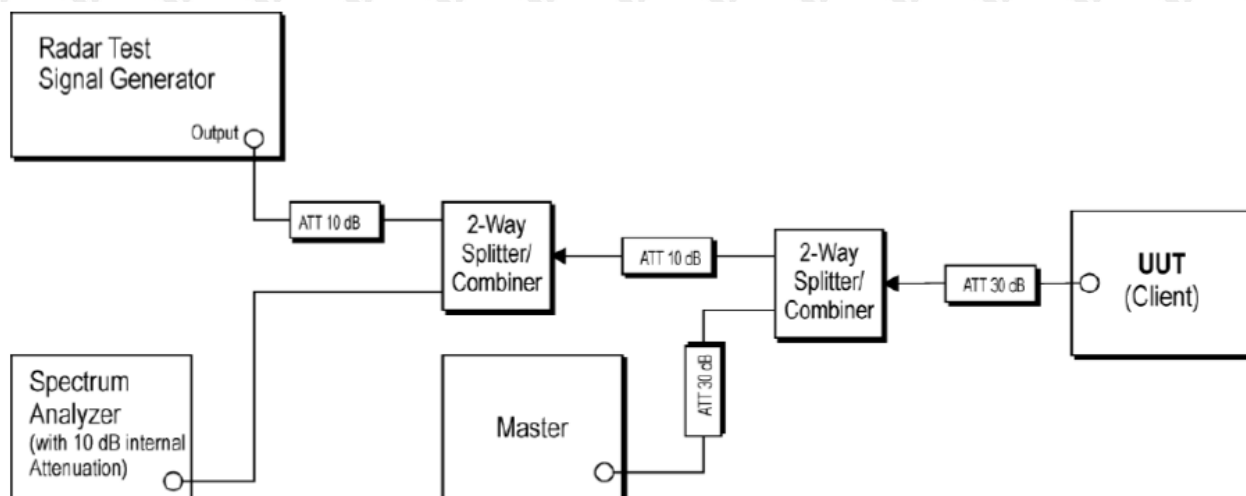 Radar Test
Signal Generator
Output
ATT 10 dB
2-Way
Splitter/
Combiner
ATT 10 dB
2-Way
Splitter/
Combiner
ATT 30 dB
UUT
(Client)
ATT 30 dB
Spectrum
Analyzer
(with 10 dB internal
Attenuation)
Master